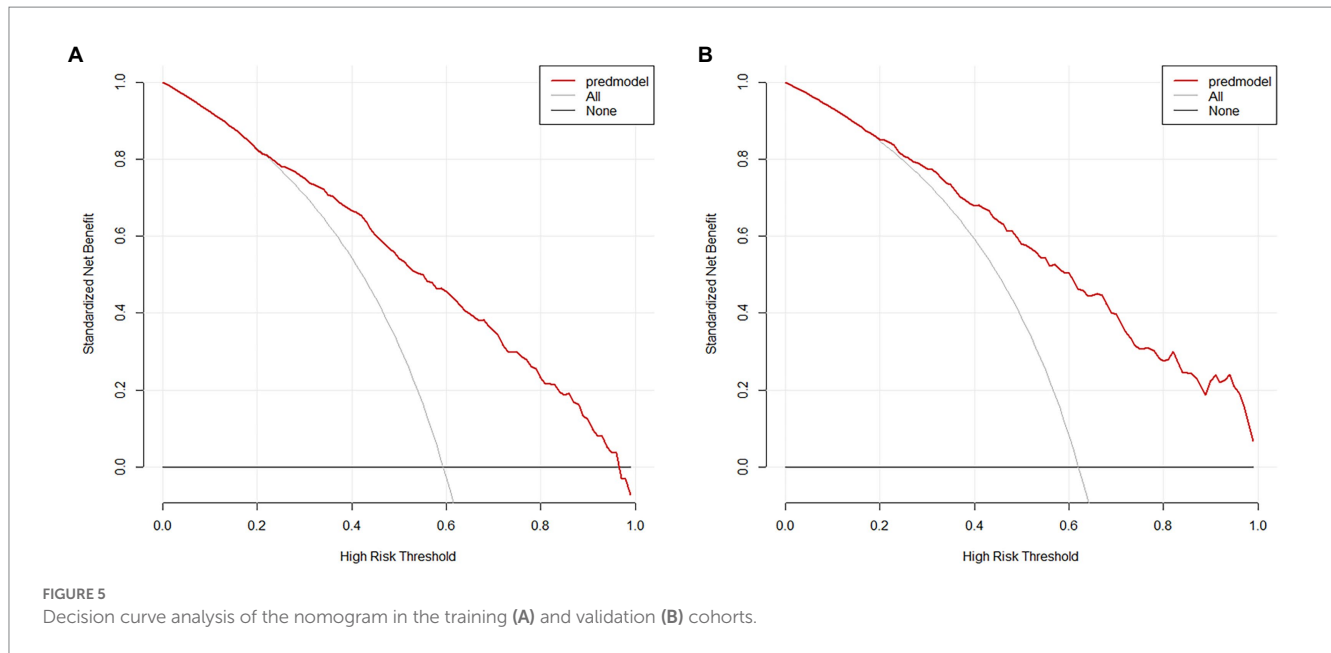 A
predmodel
All
None
1.0
0.8
0.6
0.4
0.2
0.0
Standardized Net Benefit
0.0 0.2 0.4 0.6 0.8 1.0
High Risk Threshold
B
predmodel
All
None
1.0
0.8
0.6
0.4
0.2
0.0
Standardized Net Benefit
0.0 0.2 0.4 0.6 0.8 1.0
High Risk Threshold
FIGURE 5
Decision curve analysis of the nomogram in the training (A) and validation (B) cohorts.